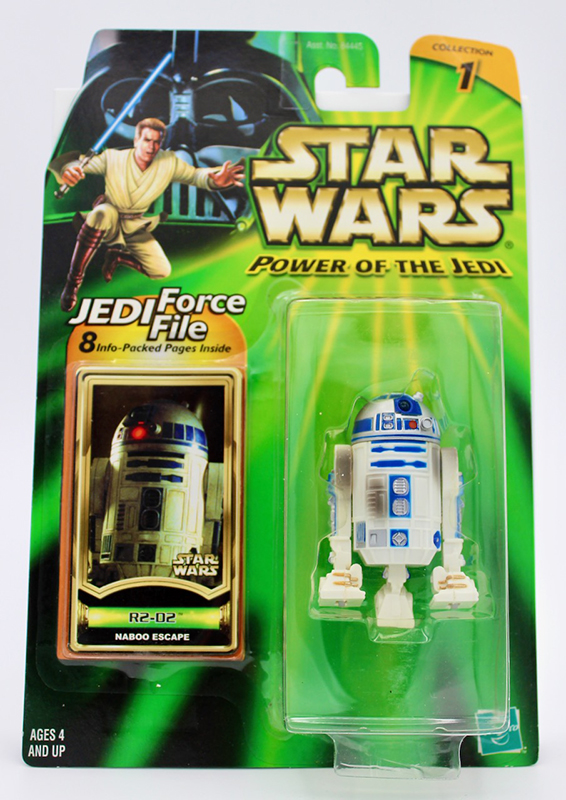 Asst. No. 84445
COLLECTION
1
STAR
WARS®
POWER OF THE JEDI
JEDI Force
File
8 Info-Packed Pages Inside
STAR
WARS
R2-D2™
NABOO ESCAPE
AGES 4
AND UP